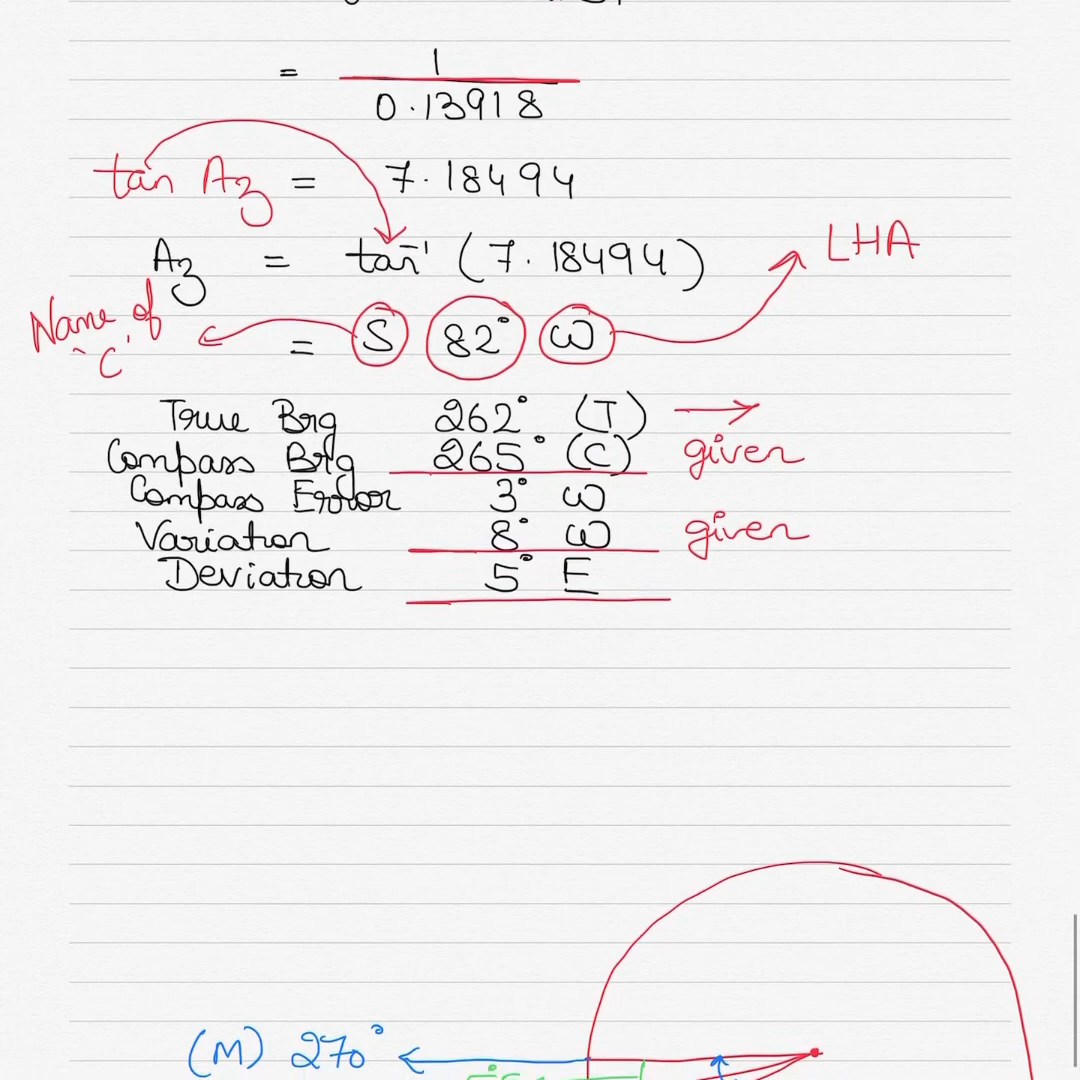 = 1
0.13918
tan Az = 7.18494
Az = tan⁻¹ (7.18494) LHA
Name of 'C' = S 82° W
True Brg 262° (T)
Compass Brg 265° (C) given
Compass Error 3° W
Variation 8° W given
Deviation 5° E
(M) 270°